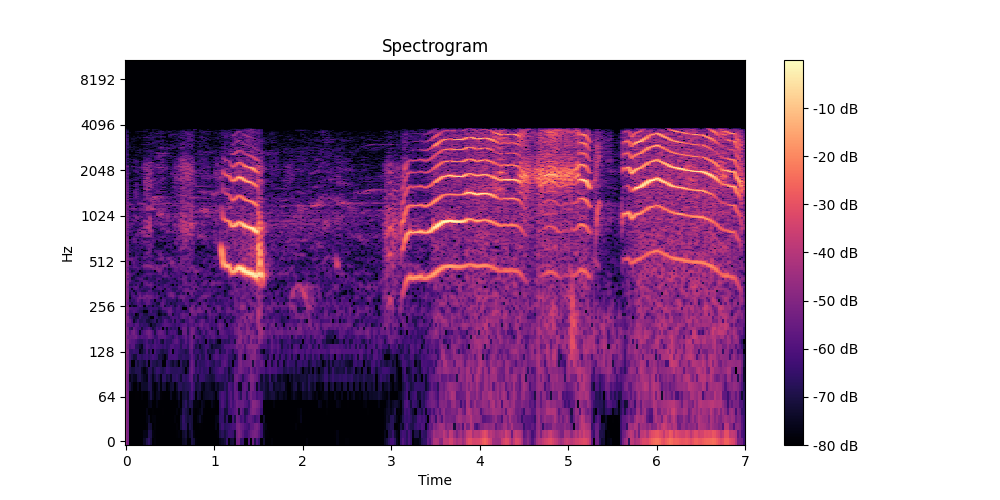 Spectrogram
8192
4096
2048
1024
512
256
128
64
0
Hz
0 1 2 3 4 5 6 7
Time
-10 dB
-20 dB
-30 dB
-40 dB
-50 dB
-60 dB
-70 dB
-80 dB